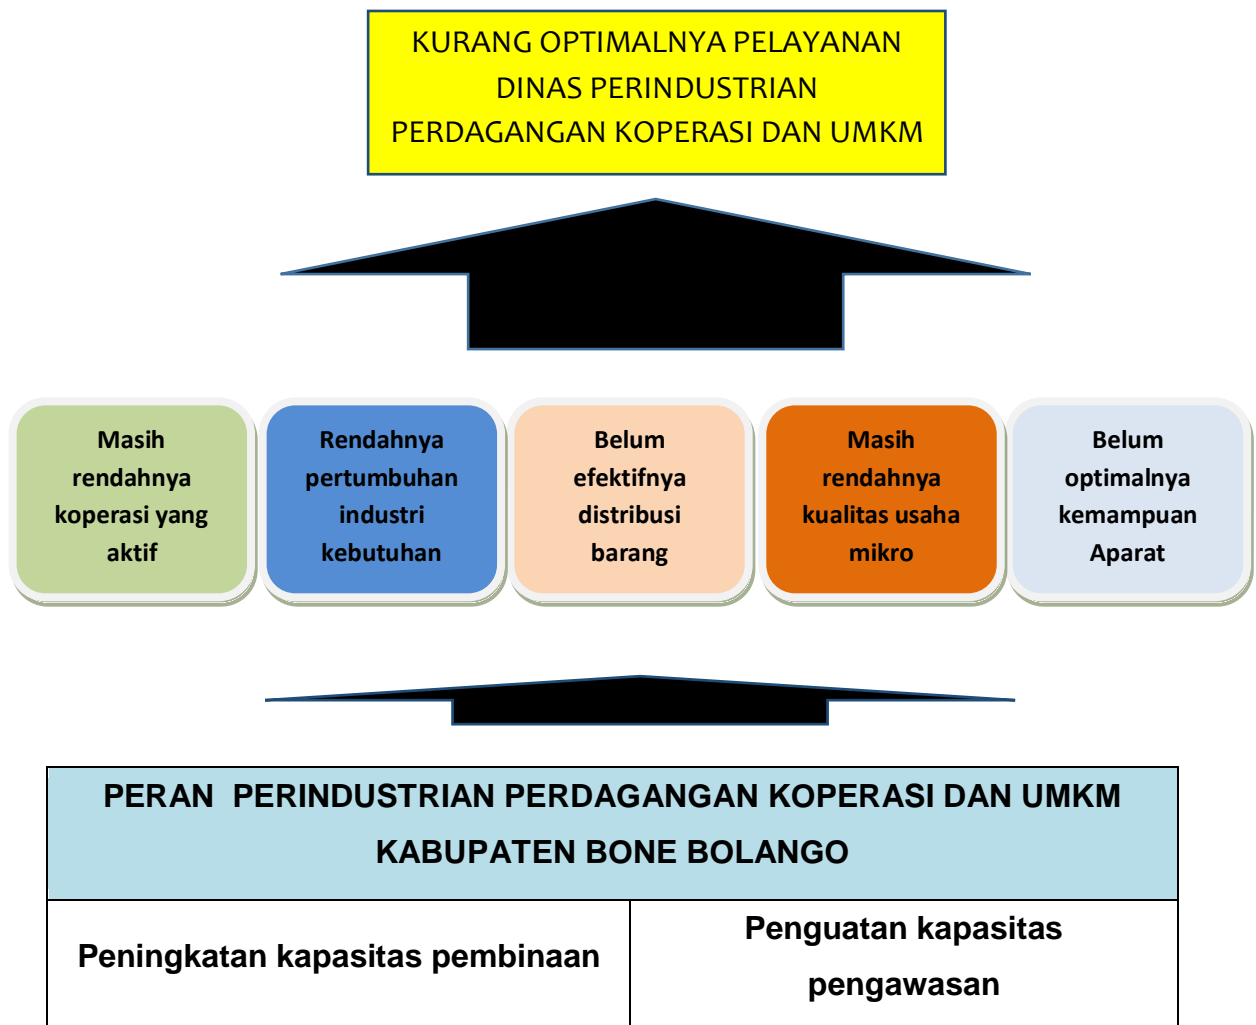 KURANG OPTIMALNYA PELAYANAN
DINAS PERINDUSTRIAN
PERDAGANGAN KOPERASI DAN UMKM
Masih
rendahnya
koperasi yang
aktif
Rendahnya
pertumbuhan
industri
kebutuhan
Belum
efektifnya
distribusi
barang
Masih
rendahnya
kualitas usaha
mikro
Belum
optimalnya
kemampuan
Aparat
PERAN  PERINDUSTRIAN PERDAGANGAN KOPERASI DAN UMKM
KABUPATEN BONE BOLANGO
Peningkatan kapasitas pembinaan
Penguatan kapasitas
pengawasan